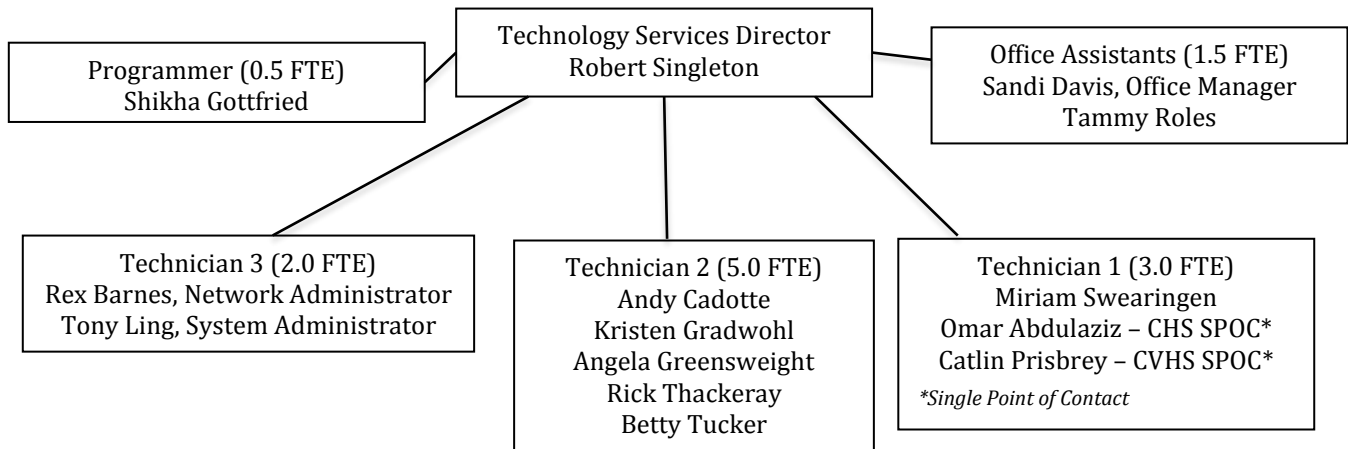 Technology Services Director
Robert Singleton
Programmer (0.5 FTE)
Shikha Gottfried
Office Assistants (1.5 FTE)
Sandi Davis, Office Manager
Tammy Roles
Technician 3 (2.0 FTE)
Rex Barnes, Network Administrator
Tony Ling, System Administrator
Technician 2 (5.0 FTE)
Andy Cadotte
Kristen Gradwohl
Angela Greensweight
Rick Thackeray
Betty Tucker
Technician 1 (3.0 FTE)
Miriam Swearingen
Omar Abdulaziz – CHS SPOC*
Catlin Prisbrey – CVHS SPOC*
*Single Point of Contact